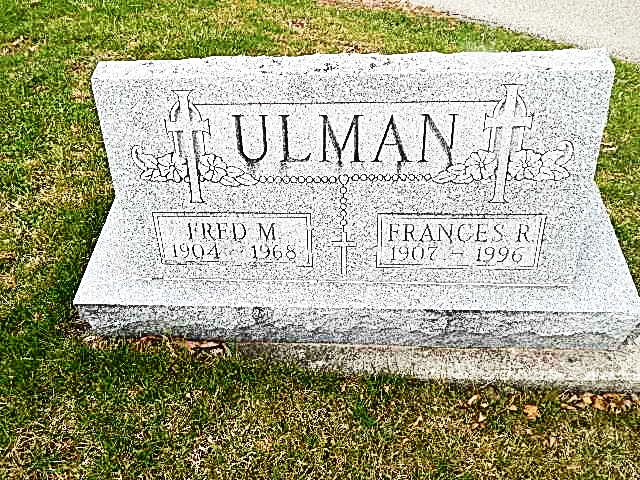 ULMAN
FRED M.
1904 - 1968
FRANCES R.
1907 - 1996